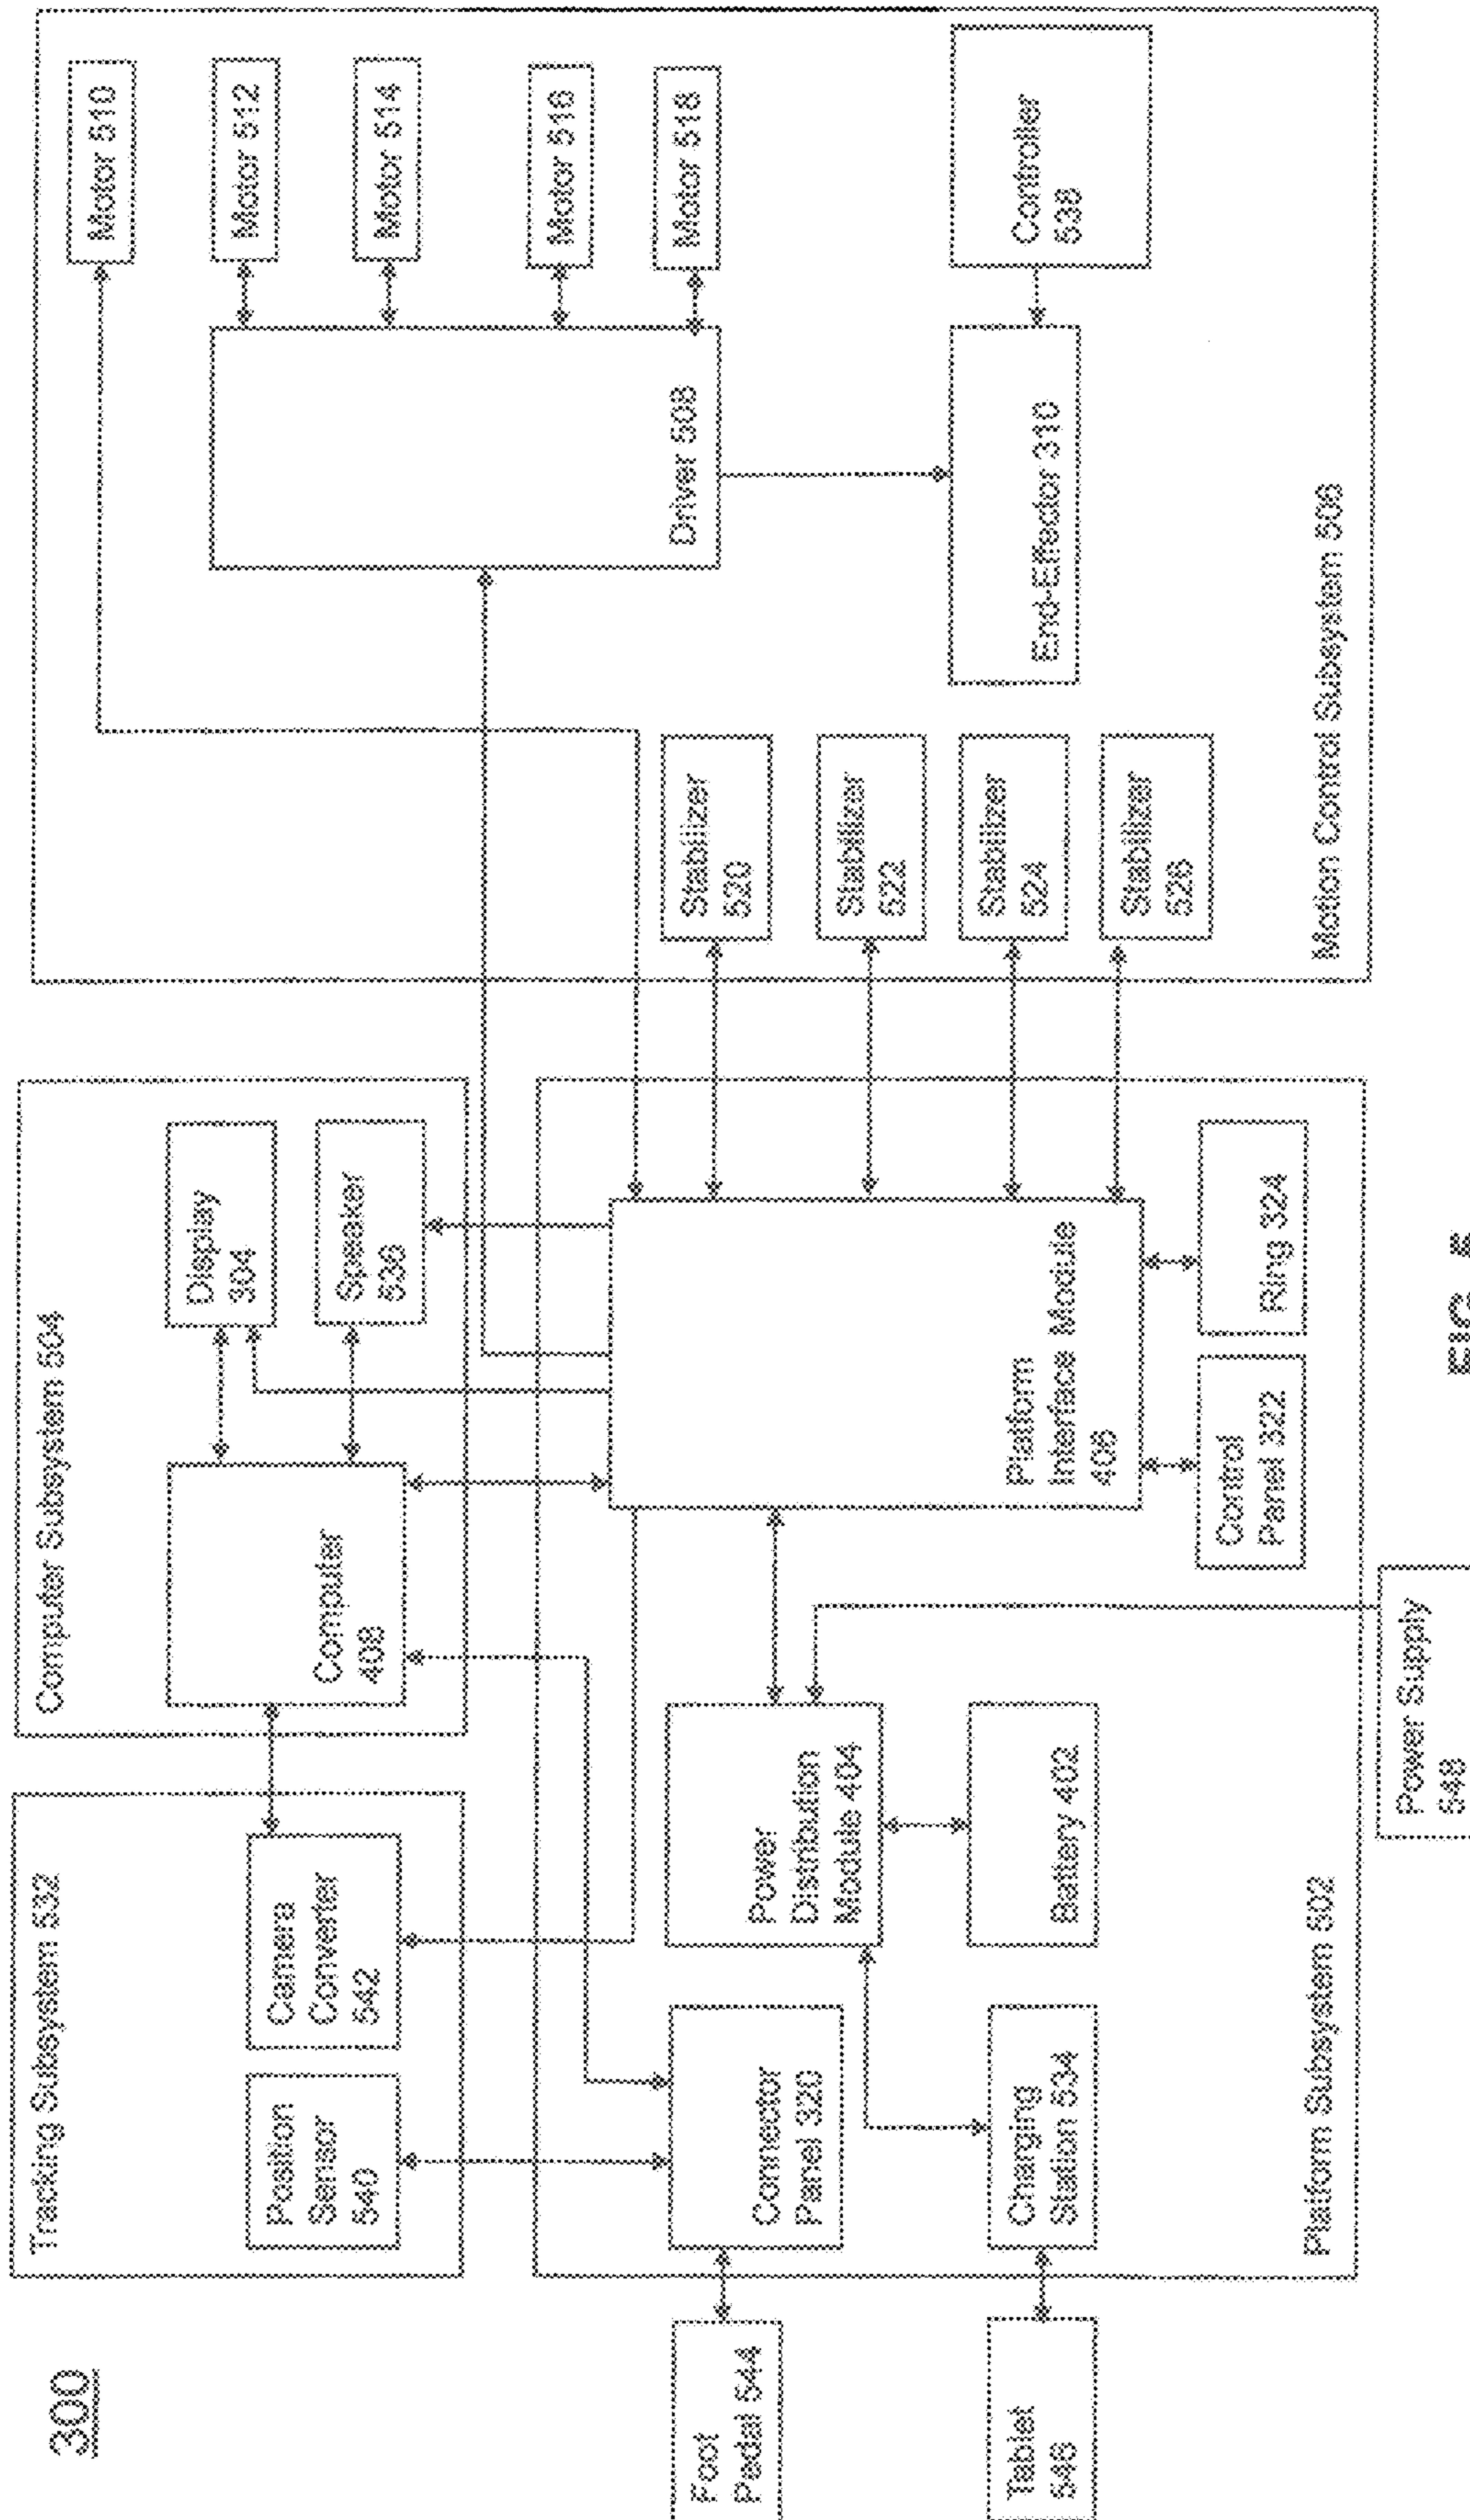 300
Tracking Subsystem 532
Position
Sensor
540
Camera
Converter
542
Computer Subsystem 504
Computer
408
Display
304
Speaker
536
Foot
Pedal 544
Tablet
546
Connector
Panel 320
Charging
Station 534
Power
Distribution
Module 404
Battery 402
Platform
Interface Module
406
Control
Panel 322
Ring 324
Platform Subsystem 502
Power Supply
548
Motor 510
Motor 512
Motor 514
Motor 516
Motor 518
Driver 508
End-Effector 310
Controller
538
Stabilizer
520
Stabilizer
522
Stabilizer
524
Stabilizer
526
Motion Control Subsystem 506
FIG. 5